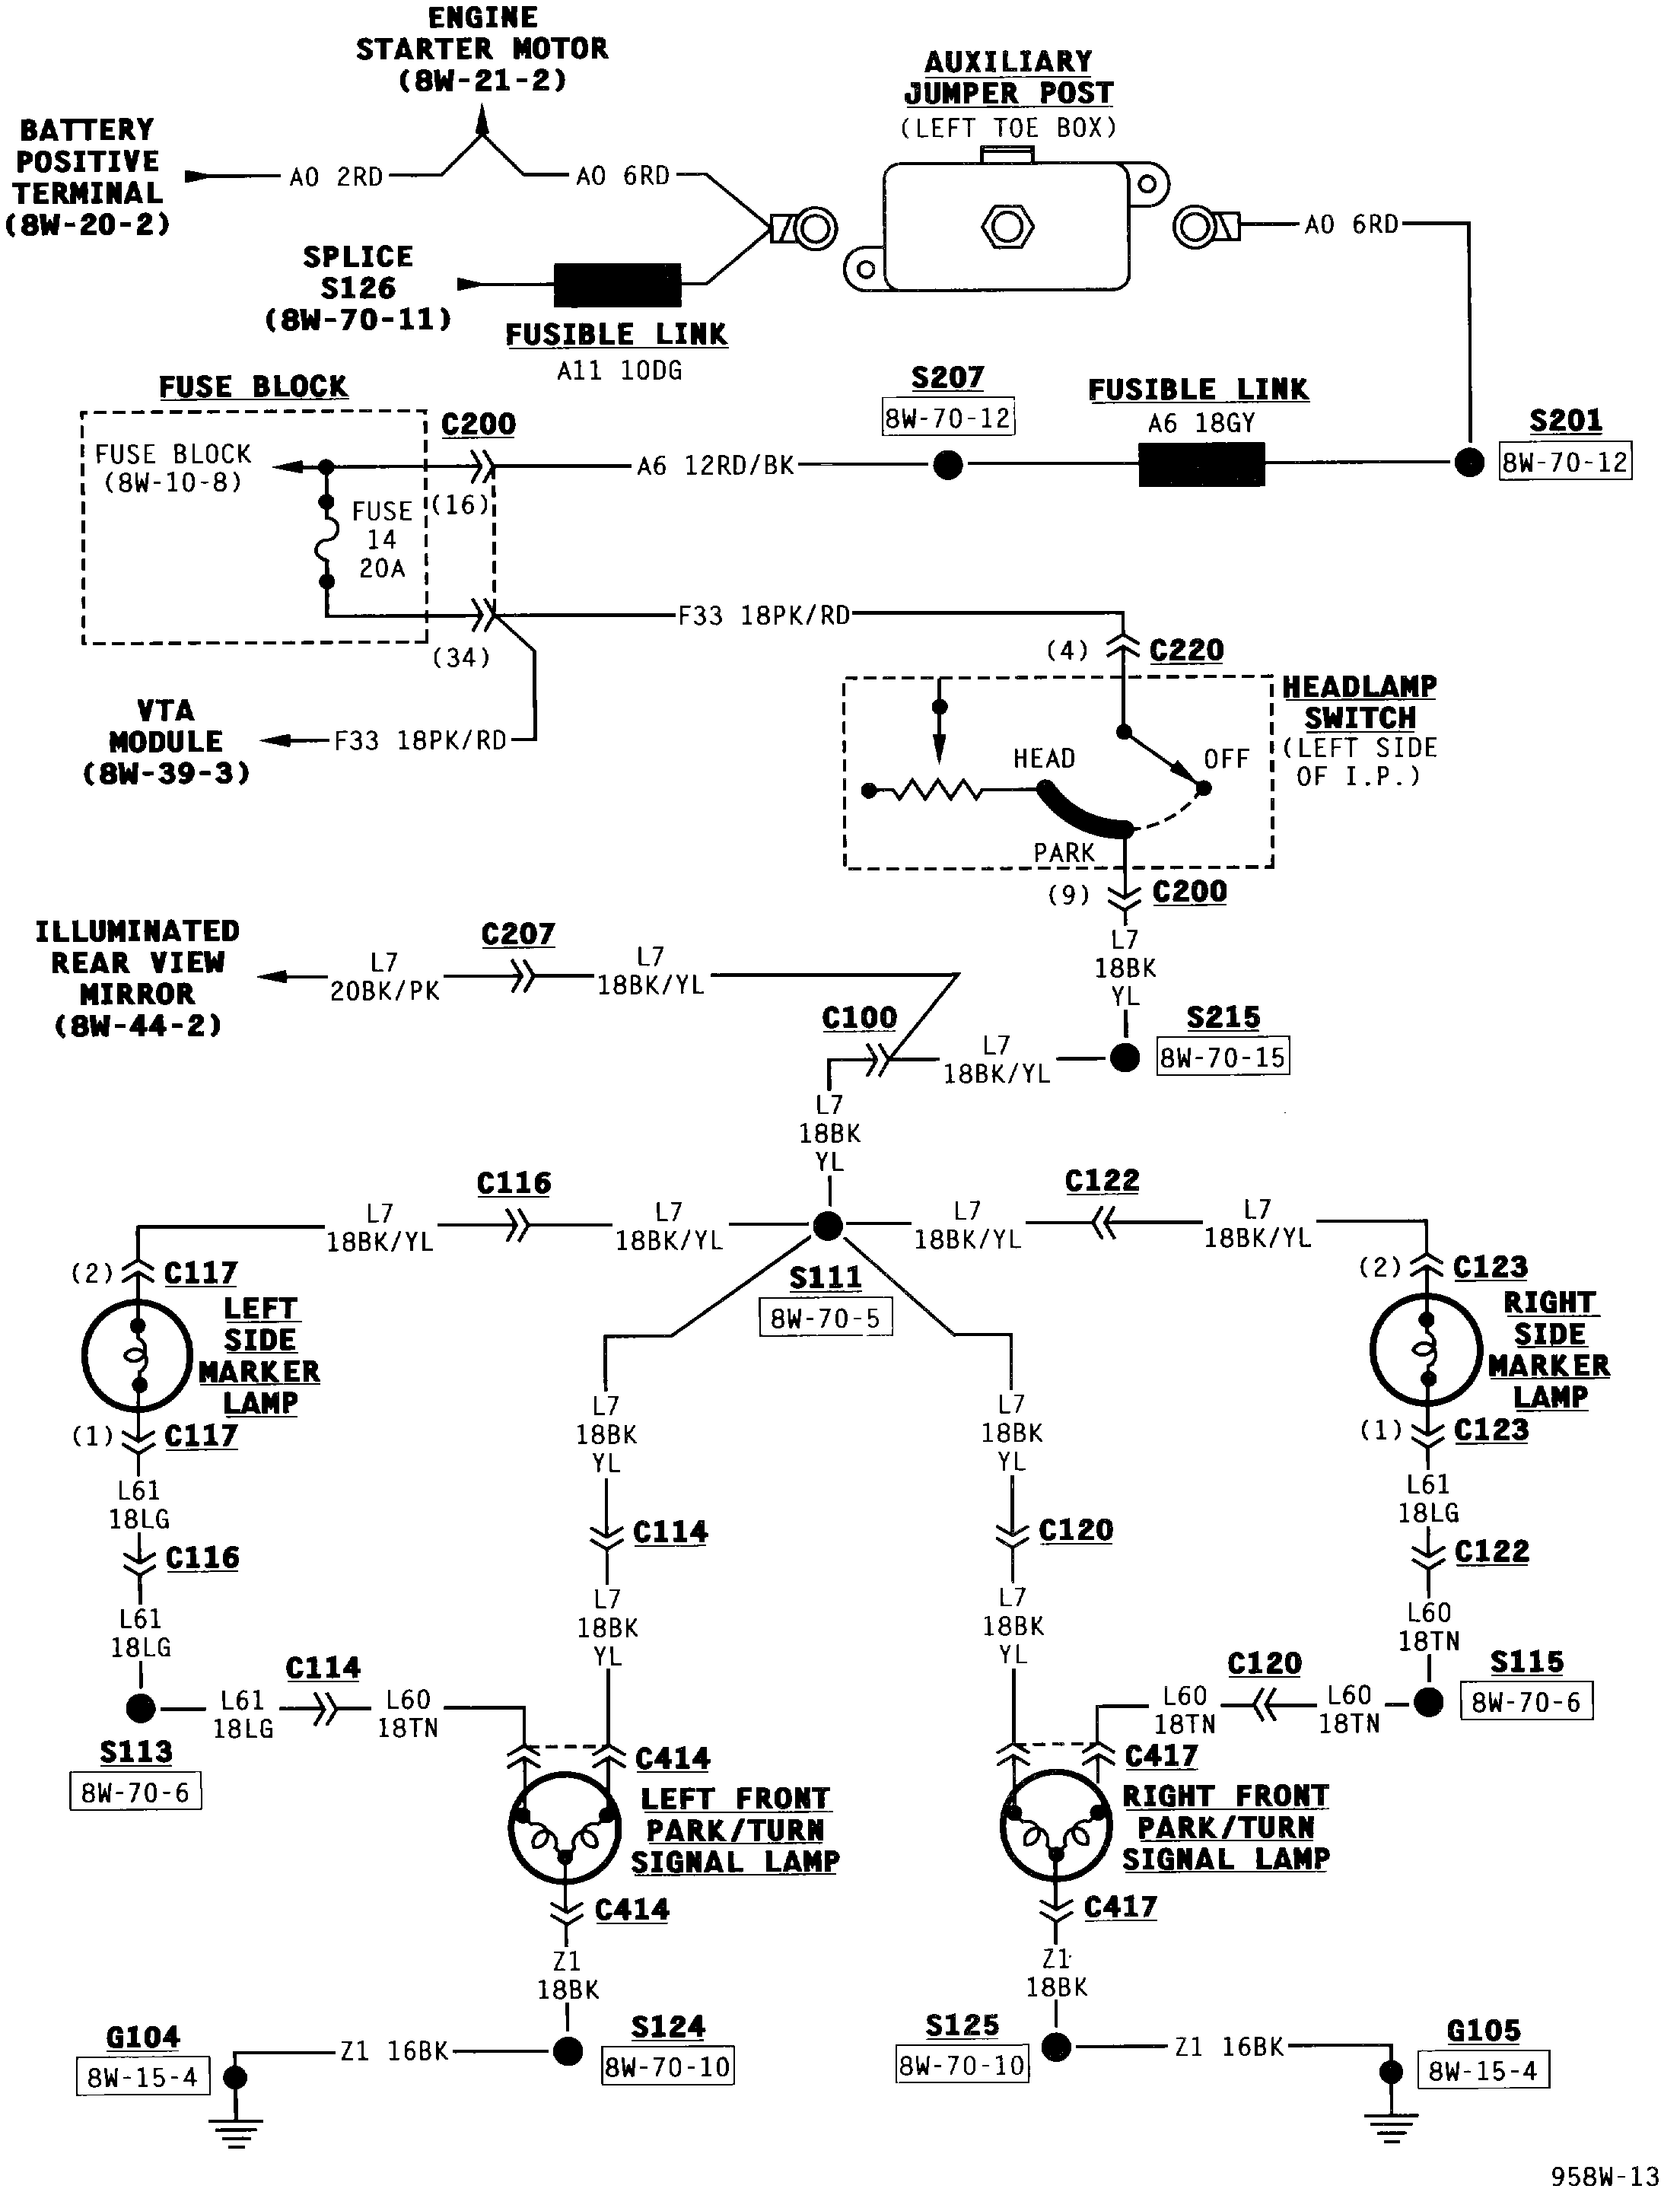 ENGINE
STARTER MOTOR
(8W-21-2)
AUXILIARY
JUMPER POST
(LEFT TOE BOX)
BATTERY
POSITIVE
TERMINAL
(8W-20-2)
A0 2RD
A0 6RD
A0 6RD
SPLICE
S126
(8W-70-11)
FUSIBLE LINK
A11 10DG
FUSE BLOCK
C200
S207
8W-70-12
FUSIBLE LINK
A6 18GY
S201
8W-70-12
FUSE BLOCK
(8W-10-8)
A6 12RD/BK
(16)
FUSE
14
20A
F33 18PK/RD
(34)
(4)
C220
VTA
MODULE
(8W-39-3)
F33 18PK/RD
HEADLAMP
SWITCH
(LEFT SIDE
OF I.P.)
HEAD
OFF
PARK
(9)
C200
ILLUMINATED
REAR VIEW
MIRROR
(8W-44-2)
L7
20BK/PK
C207
L7
18BK/YL
L7
18BK
YL
C100
L7
18BK/YL
S215
8W-70-15
L7
18BK
YL
L7
18BK/YL
C116
L7
18BK/YL
L7
18BK/YL
C122
L7
18BK/YL
S111
8W-70-5
(2)
C117
LEFT
SIDE
MARKER
LAMP
(1)
C117
(2)
C123
RIGHT
SIDE
MARKER
LAMP
(1)
C123
L7
18BK
YL
L7
18BK
YL
L61
18LG
L61
18LG
C116
C114
C120
C122
L61
18LG
L7
18BK
YL
L7
18BK
YL
L60
18TN
S113
8W-70-6
L61
18LG
C114
L60
18TN
L60
18TN
C120
L60
18TN
S115
8W-70-6
C414
LEFT FRONT
PARK/TURN
SIGNAL LAMP
C414
C417
RIGHT FRONT
PARK/TURN
SIGNAL LAMP
C417
Z1
18BK
Z1
18BK
G104
8W-15-4
Z1 16BK
S124
8W-70-10
S125
8W-70-10
Z1 16BK
G105
8W-15-4
958W-13